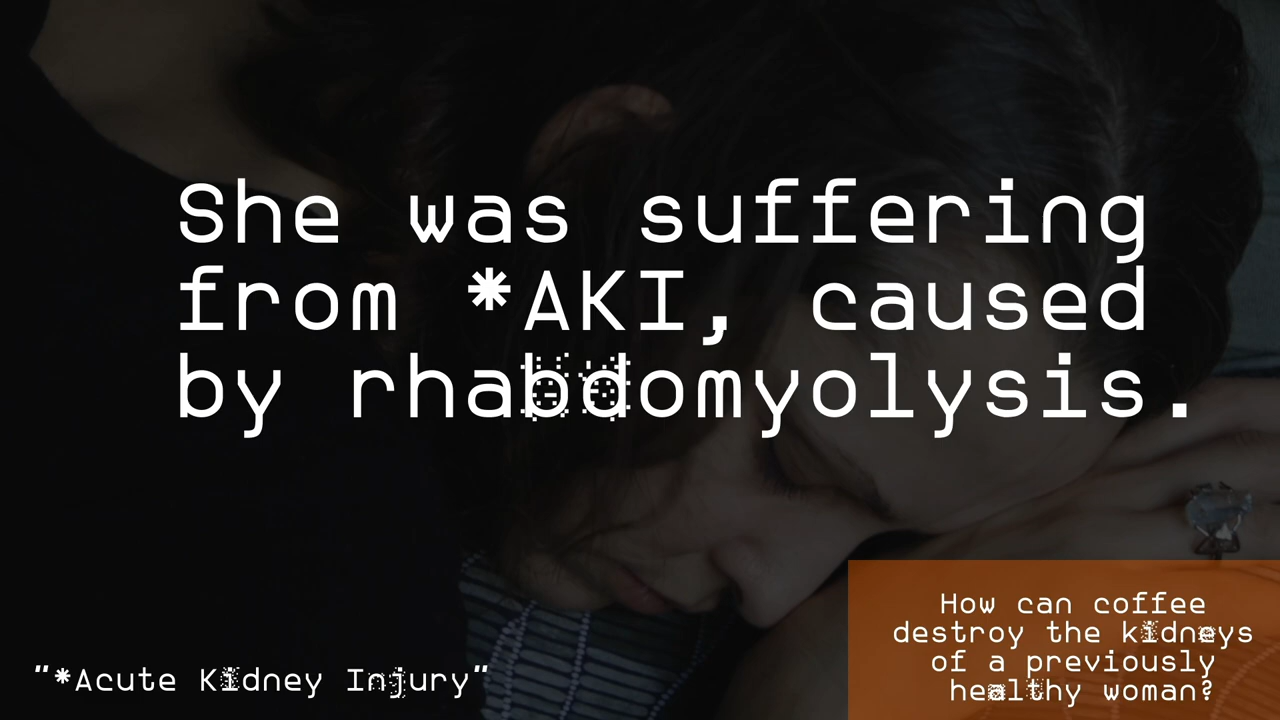 She was suffering
from *AKI, caused
by rhabdomyolysis.
"*Acute Kidney Injury"
How can coffee
destroy the kidneys
of a previously
healthy woman?